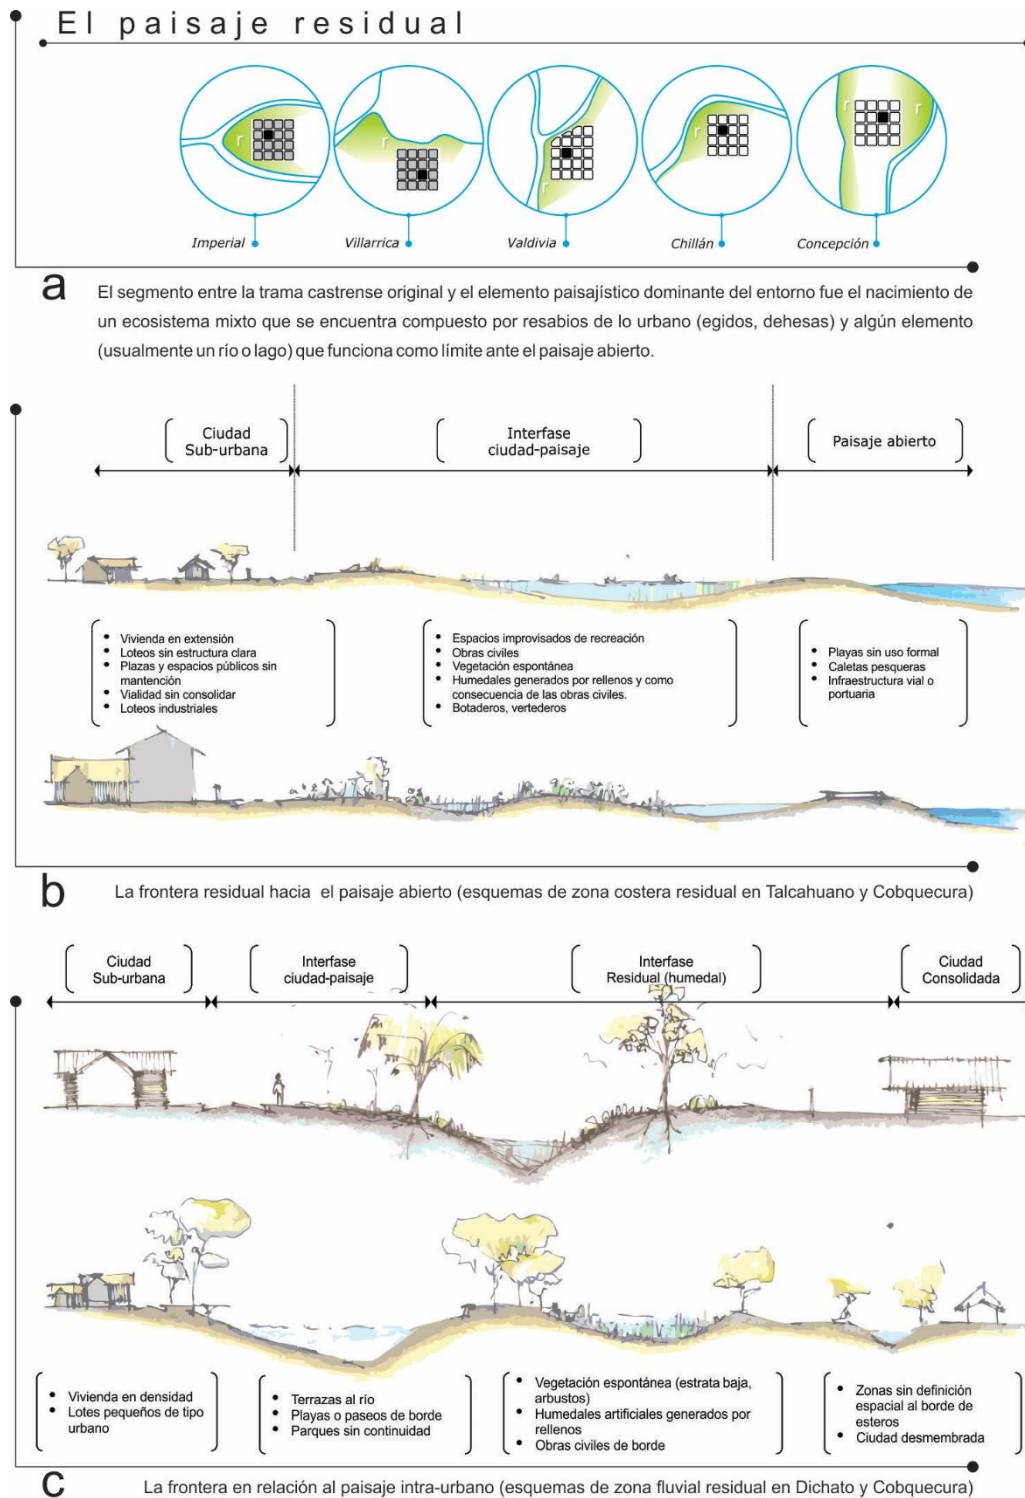 El paisaje residual
r
r
r
r
r
r
Imperial
Villarrica
Valdivia
Chillán
Concepción
a
El segmento entre la trama castrense original y el elemento paisajístico dominante del entorno fue el nacimiento de
un ecosistema mixto que se encuentra compuesto por resabios de lo urbano (egidos, dehesas) y algún elemento
(usualmente un río o lago) que funciona como límite ante el paisaje abierto.
Ciudad
Sub-urbana
Interfase
ciudad-paisaje
Paisaje abierto
• Vivienda en extensión
• Loteos sin estructura clara
• Plazas y espacios públicos sin
mantención
• Vialidad sin consolidar
• Loteos industriales
• Espacios improvisados de recreación
• Obras civiles
• Vegetación espontánea
• Humedales generados por rellenos y como
consecuencia de las obras civiles.
• Botaderos, vertederos
• Playas sin uso formal
• Caletas pesqueras
• Infraestructura vial o
portuaria
b
La frontera residual hacia el paisaje abierto (esquemas de zona costera residual en Talcahuano y Cobquecura)
Ciudad
Sub-urbana
Interfase
ciudad-paisaje
Interfase
Residual (humedal)
Ciudad
Consolidada
• Vivienda en densidad
• Lotes pequeños de tipo
urbano
• Terrazas al río
• Playas o paseos de borde
• Parques sin continuidad
• Vegetación espontánea (estrata baja,
arbustos)
• Humedales artificiales generados por
rellenos
• Obras civiles de borde
• Zonas sin definición
espacial al borde de
esteros
• Ciudad desmembrada
c
La frontera en relación al paisaje intra-urbano (esquemas de zona fluvial residual en Dichato y Cobquecura)